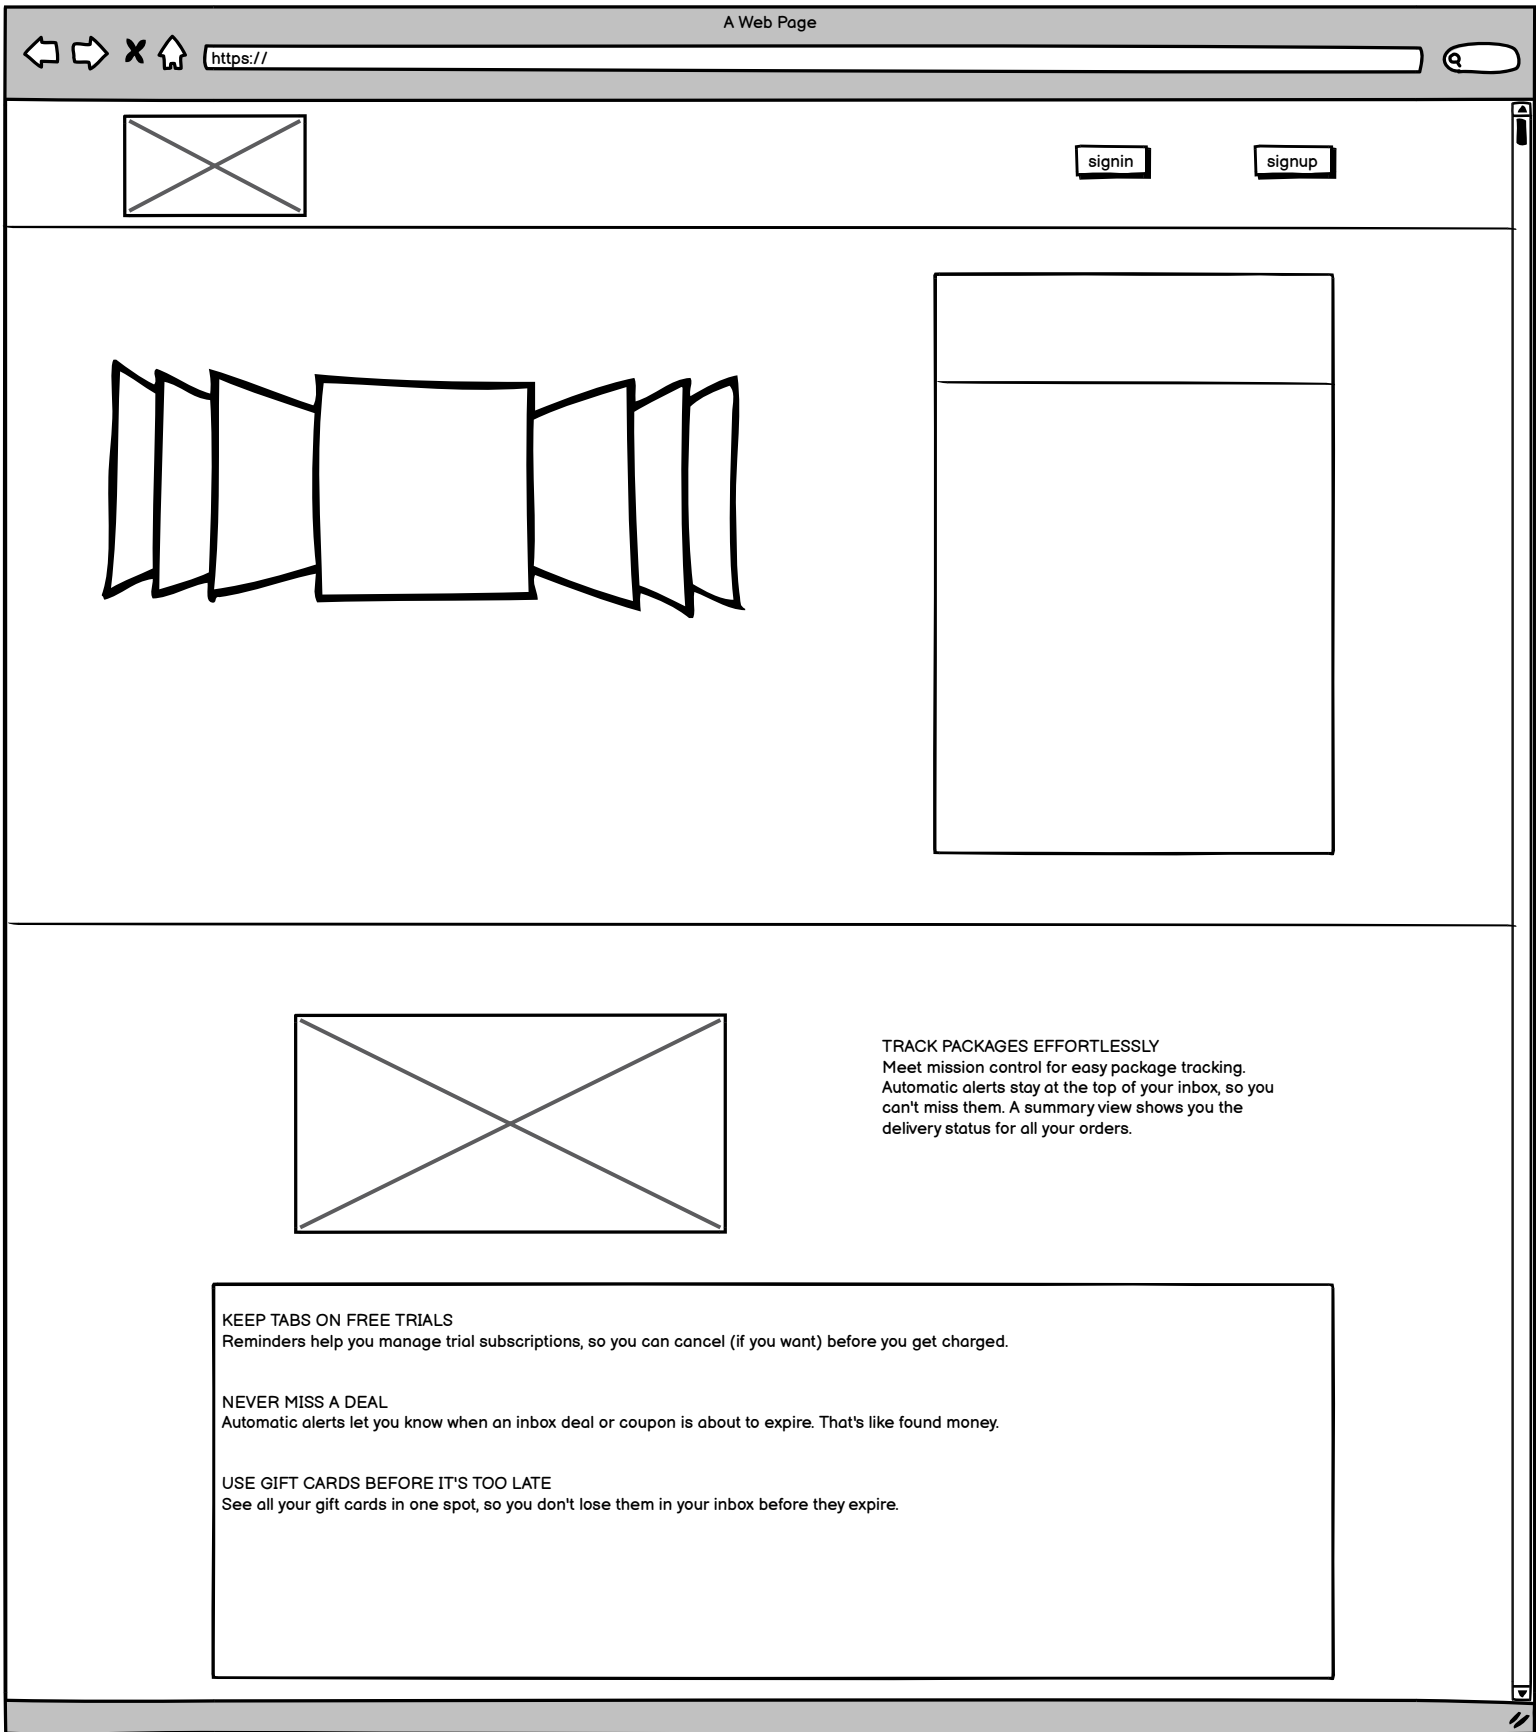 A Web Page
https://
signin
signup
TRACK PACKAGES EFFORTLESSLY
Meet mission control for easy package tracking.
Automatic alerts stay at the top of your inbox, so you
can't miss them. A summary view shows you the
delivery status for all your orders.
KEEP TABS ON FREE TRIALS
Reminders help you manage trial subscriptions, so you can cancel (if you want) before you get charged.
NEVER MISS A DEAL
Automatic alerts let you know when an inbox deal or coupon is about to expire. That's like found money.
USE GIFT CARDS BEFORE IT'S TOO LATE
See all your gift cards in one spot, so you don't lose them in your inbox before they expire.